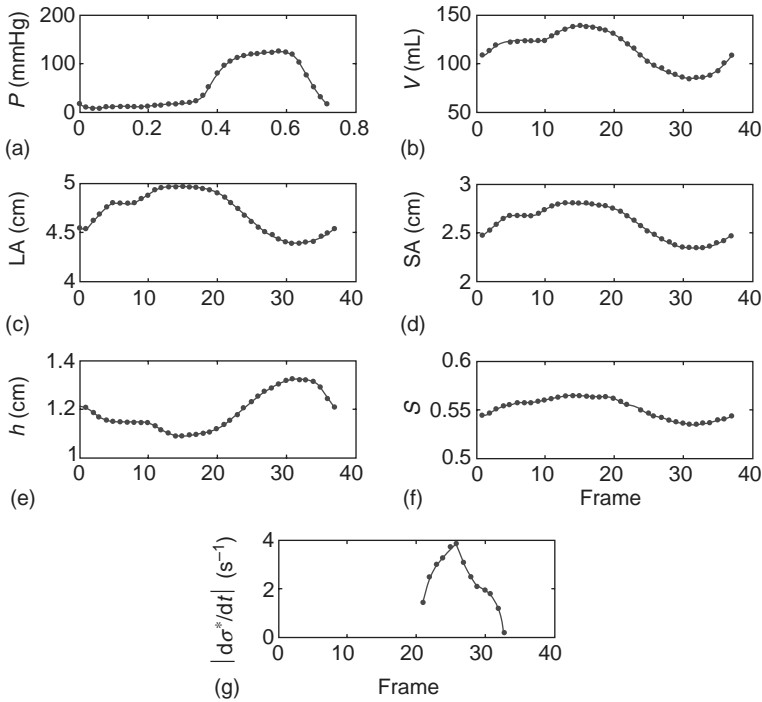 P (mmHg)
200
100
0
0 0.2 0.4 0.6 0.8
(a)
V (mL)
150
100
50
0 10 20 30 40
(b)
LA (cm)
5
4.5
4
0 10 20 30 40
(c)
SA (cm)
3
2.5
2
0 10 20 30 40
(d)
h (cm)
1.4
1.2
1
0 10 20 30 40
(e)
S
0.6
0.55
0.5
0 10 20 30 40
Frame
(f)
|dσ*/dt| (s⁻¹)
4
2
0
0 10 20 30 40
Frame
(g)